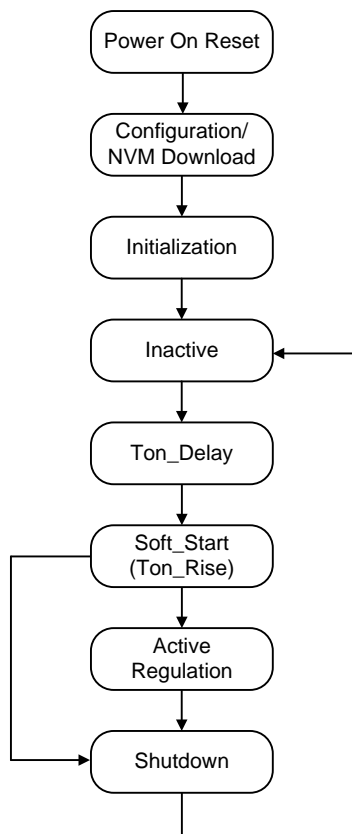 Power On Reset
Configuration/
NVM Download
Initialization
Inactive
Ton_Delay
Soft_Start
(Ton_Rise)
Active
Regulation
Shutdown